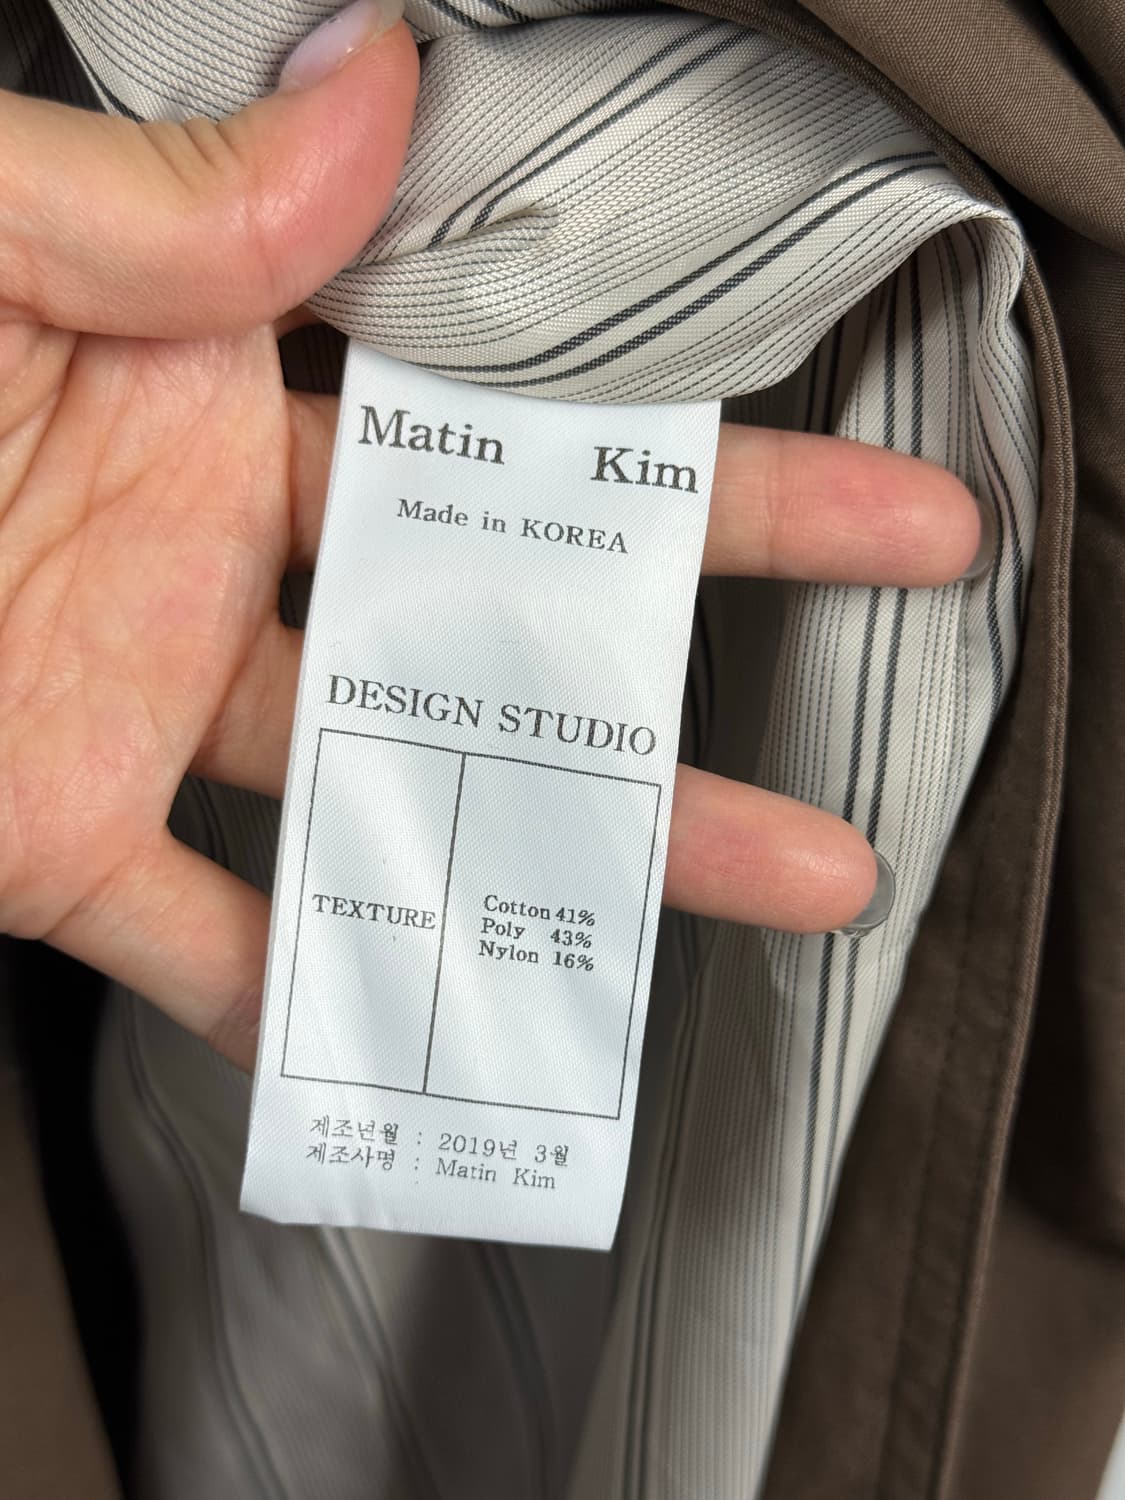 Matin Kim
Made in KOREA
DESIGN STUDIO
TEXTURE
Cotton 41%
Poly 43%
Nylon 16%
제조년월 : 2019년 3월
제조사명 : Matin Kim